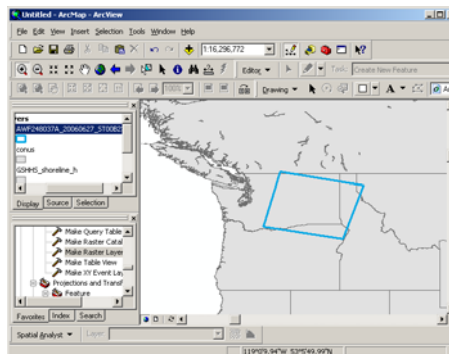 Untitled - ArcMap - ArcView
File Edit View Insert Selection Tools Window Help
1:16,296,772
Editor Task: Create New Feature
100% Drawing A
ers
AWF248037A_20060627_ST00B2
conus
GSHHS_shoreline_h
Display Source Selection
Make Query Table
Make Raster Catal
Make Raster Layer
Make Table View
Make XY Event Lay
Projections and Transf
Feature
Favorites Index Search
Spatial Analyst Layer: